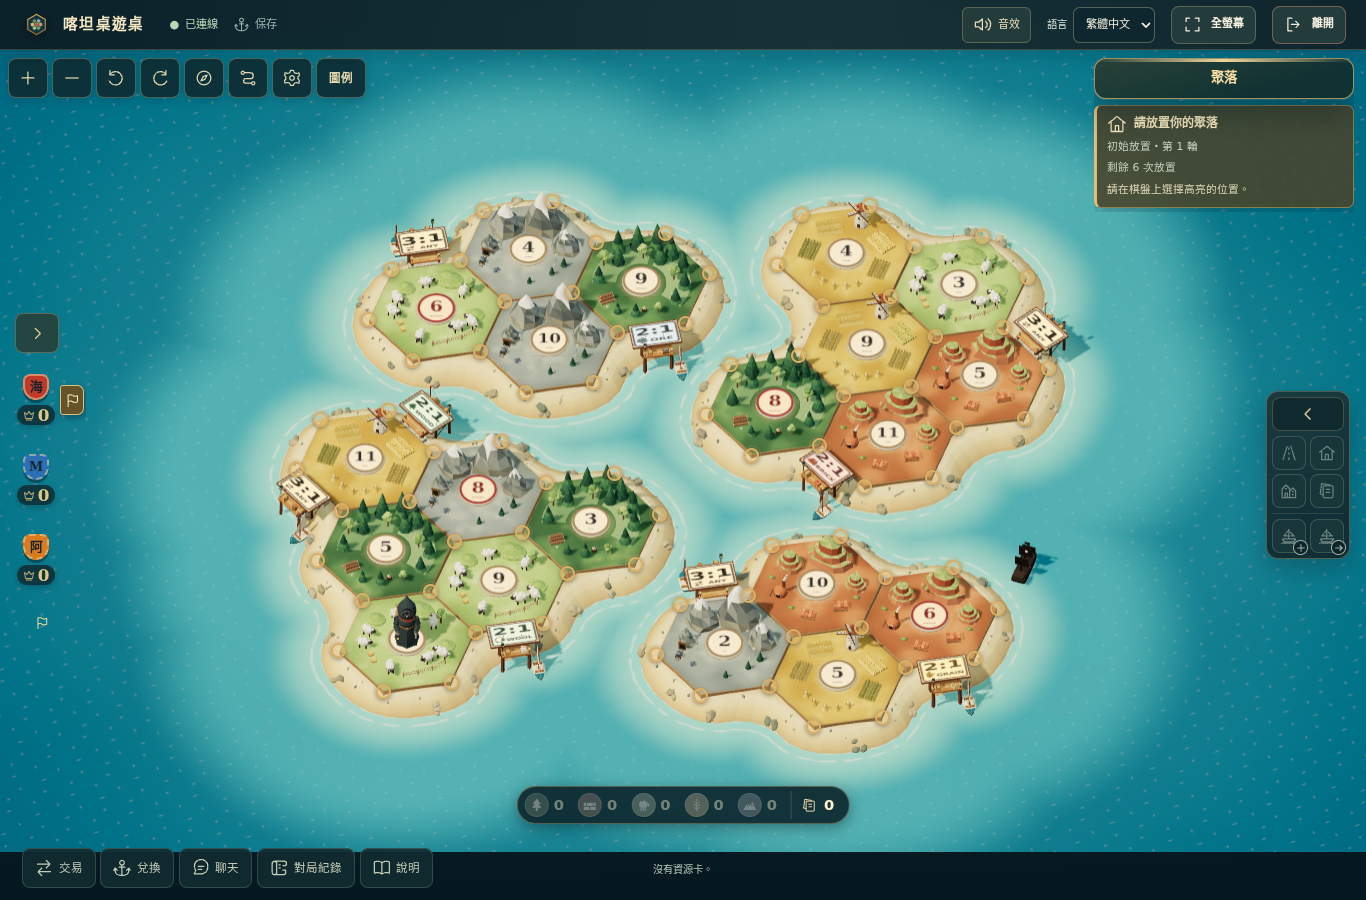 喀坦桌遊桌
已連線
保存
音效
語言
繁體中文
全螢幕
離開
圖例
聚落
請放置你的聚落
初始放置・第 1 輪
剩餘 6 次放置
請在棋盤上選擇高亮的位置。
海
0
M
0
阿
0
3:1
ANY
4
9
6
10
2:1
ORE
4
3
9
3:1
5
8
11
2:1
11
8
3:1
3
5
9
2:1
WOOL
3:1
ANY
10
6
2
5
2:1
GRAIN
2:1
0
0
0
0
0
0
交易
兌換
聊天
對局紀錄
說明
沒有資源卡。